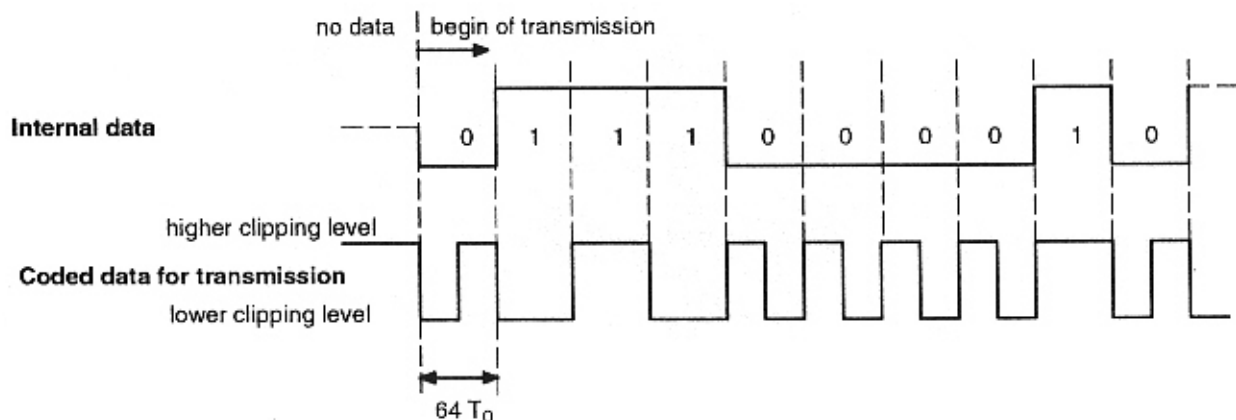 no data begin of transmission
Internal data
0 1 1 1 0 0 0 0 1 0
higher clipping level
Coded data for transmission
lower clipping level
64 T₀